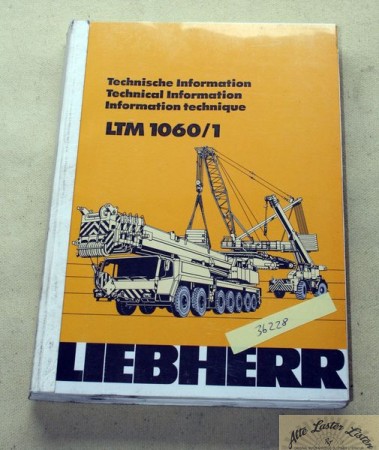 Technische Information
Technical Information
Information technique
LTM 1060/1
36228
LIEBHERR
Alte Laster Listen